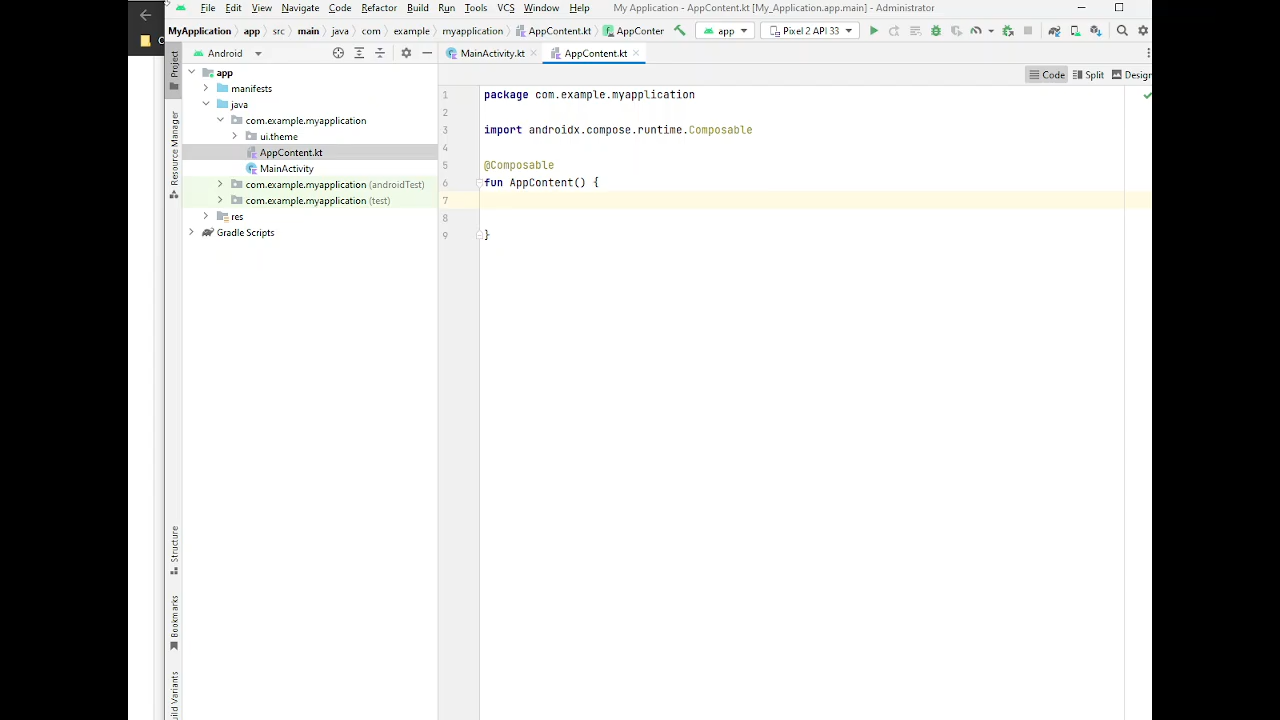 File Edit View Navigate Code Refactor Build Run Tools VCS Window Help My Application - AppContent.kt [My_Application.app.main] - Administrator
MyApplication app src main java com example myapplication AppContent.kt AppConter app Pixel 2 API 33
Android
MainActivity.kt
AppContent.kt
Code Split Design
Project
Resource Manager
Structure
Bookmarks
app
manifests
java
com.example.myapplication
ui.theme
AppContent.kt
MainActivity
com.example.myapplication (androidTest)
com.example.myapplication (test)
res
Gradle Scripts
1 package com.example.myapplication
2
3 import androidx.compose.runtime.Composable
4
5 @Composable
6 fun AppContent() {
7
8
9 }